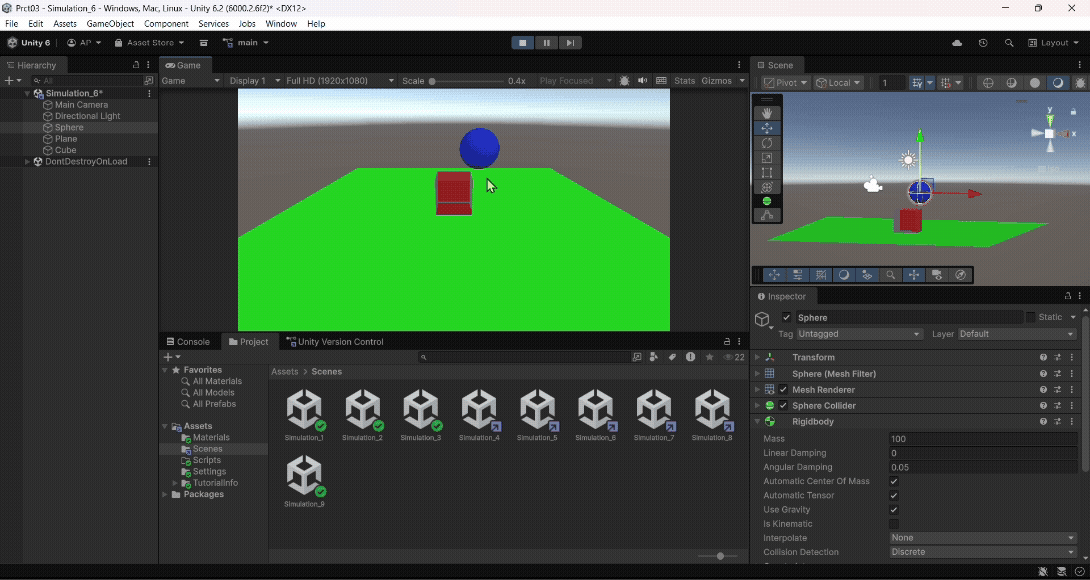 Prct03 - Simulation_6 - Windows, Mac, Linux - Unity 6.2 (6000.2.6f2)* <DX12>
File Edit Assets GameObject Component Services Jobs Window Help
Unity 6 AP Asset Store main Layout
Hierarchy
All
Simulation_6*
Main Camera
Directional Light
Sphere
Plane
Cube
DontDestroyOnLoad
Game
Game Display 1 Full HD (1920x1080) Scale 0.4x Play Focused Stats Gizmos
Scene
Pivot Local 1
y
x
Console Project Unity Version Control
22
Favorites
All Materials
All Models
All Prefabs
Assets
Materials
Scenes
Scripts
Settings
TutorialInfo
Packages
Assets > Scenes
Simulation_1 Simulation_2 Simulation_3 Simulation_4 Simulation_5 Simulation_6 Simulation_7 Simulation_8
Simulation_9
Inspector
Sphere Static
Tag Untagged Layer Default
Transform
Sphere (Mesh Filter)
Mesh Renderer
Sphere Collider
Rigidbody
Mass 100
Linear Damping 0
Angular Damping 0.05
Automatic Center Of Mass
Automatic Tensor
Use Gravity
Is Kinematic
Interpolate None
Collision Detection Discrete